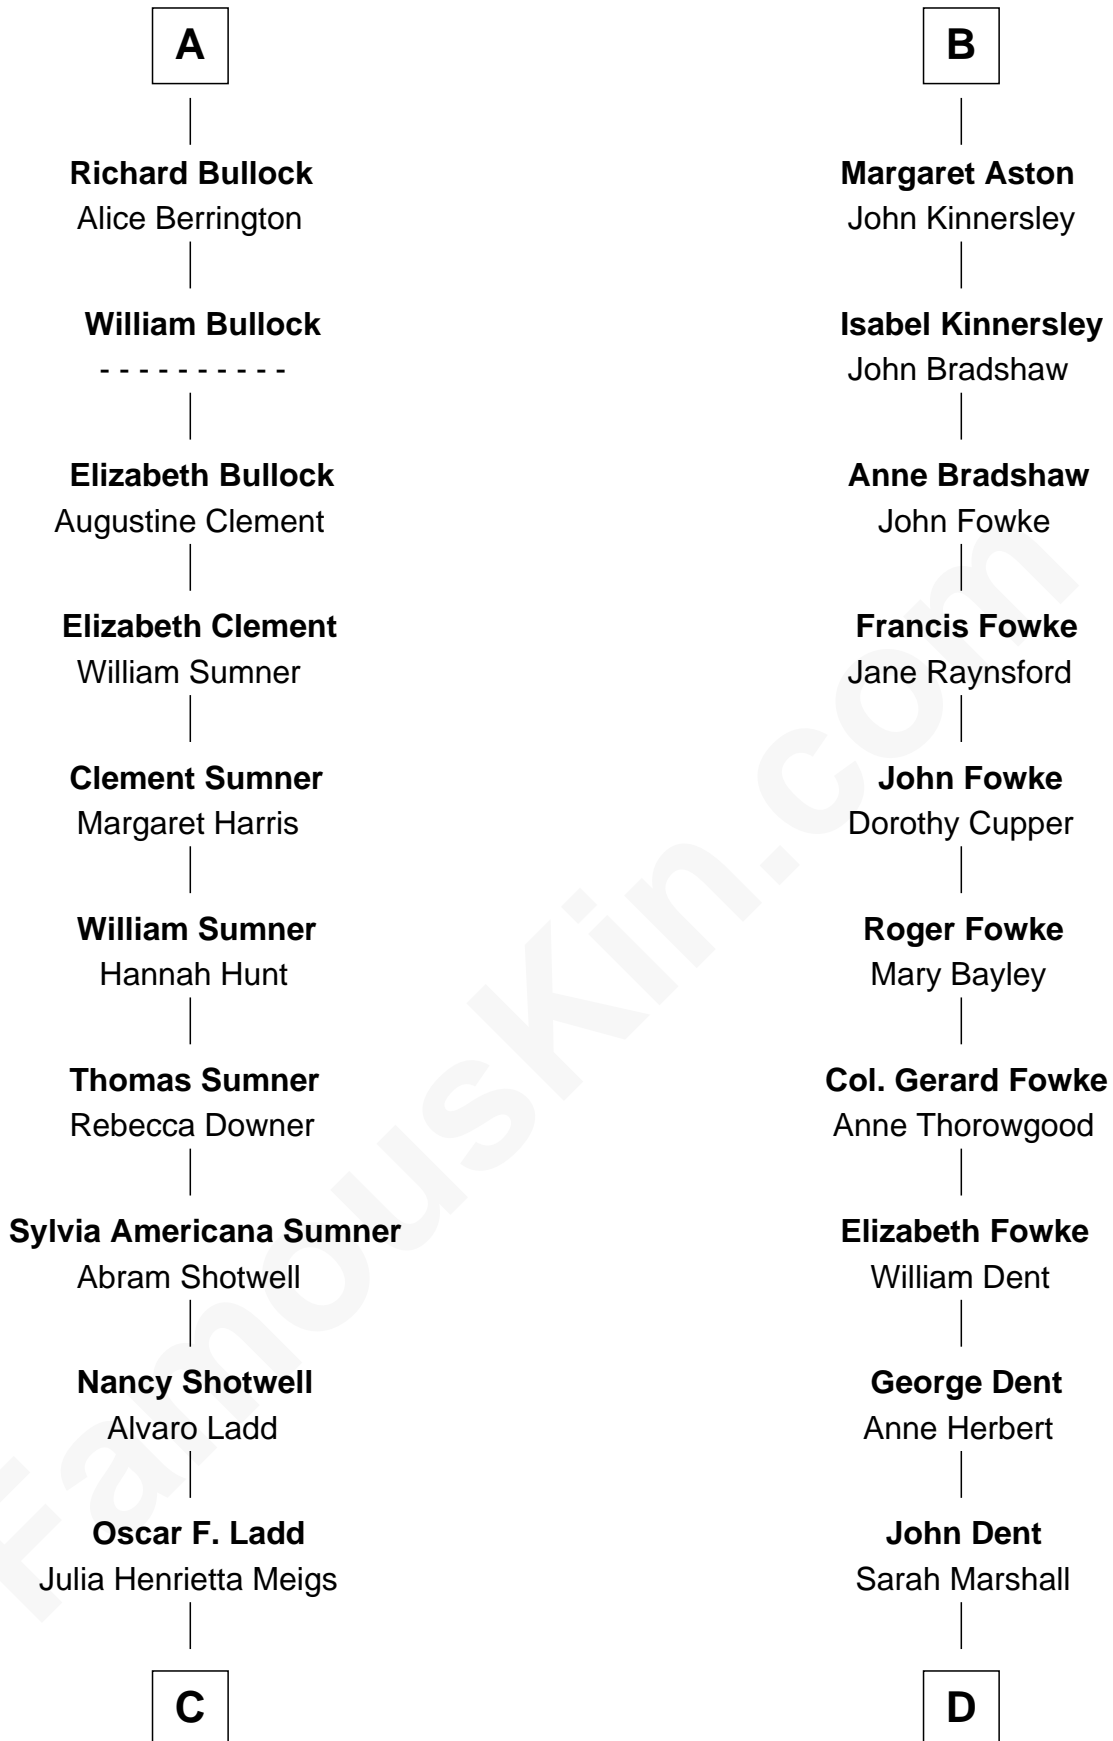 A
Richard Bullock
Alice Berrington
William Bullock
- - - - - - - - - -
Elizabeth Bullock
Augustine Clement
Elizabeth Clement
William Sumner
Clement Sumner
Margaret Harris
William Sumner
Hannah Hunt
Thomas Sumner
Rebecca Downer
Sylvia Americana Sumner
Abram Shotwell
Nancy Shotwell
Alvaro Ladd
Oscar F. Ladd
Julia Henrietta Meigs
C
B
Margaret Aston
John Kinnersley
Isabel Kinnersley
John Bradshaw
Anne Bradshaw
John Fowke
Francis Fowke
Jane Raynsford
John Fowke
Dorothy Cupper
Roger Fowke
Mary Bayley
Col. Gerard Fowke
Anne Thorowgood
Elizabeth Fowke
William Dent
George Dent
Anne Herbert
John Dent
Sarah Marshall
D
FamousKin.com